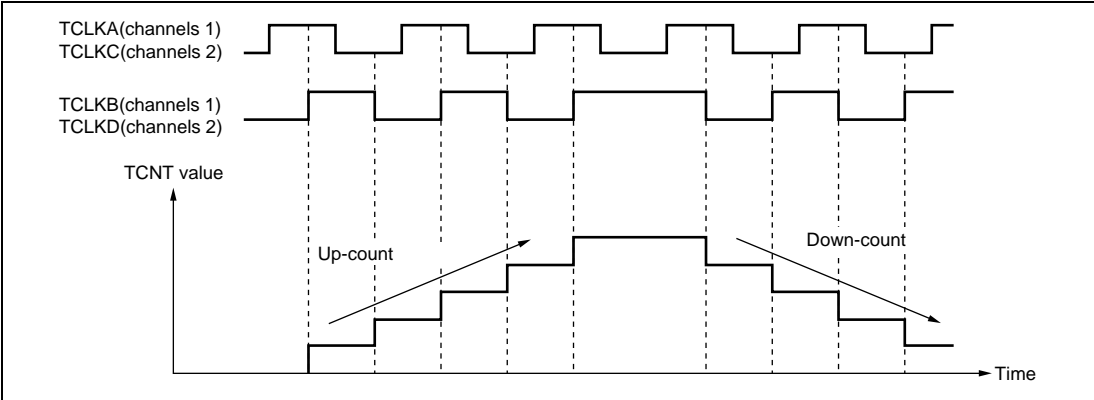 TCLKA(channels 1)
TCLKC(channels 2)
TCLKB(channels 1)
TCLKD(channels 2)
TCNT value
Up-count
Down-count
Time